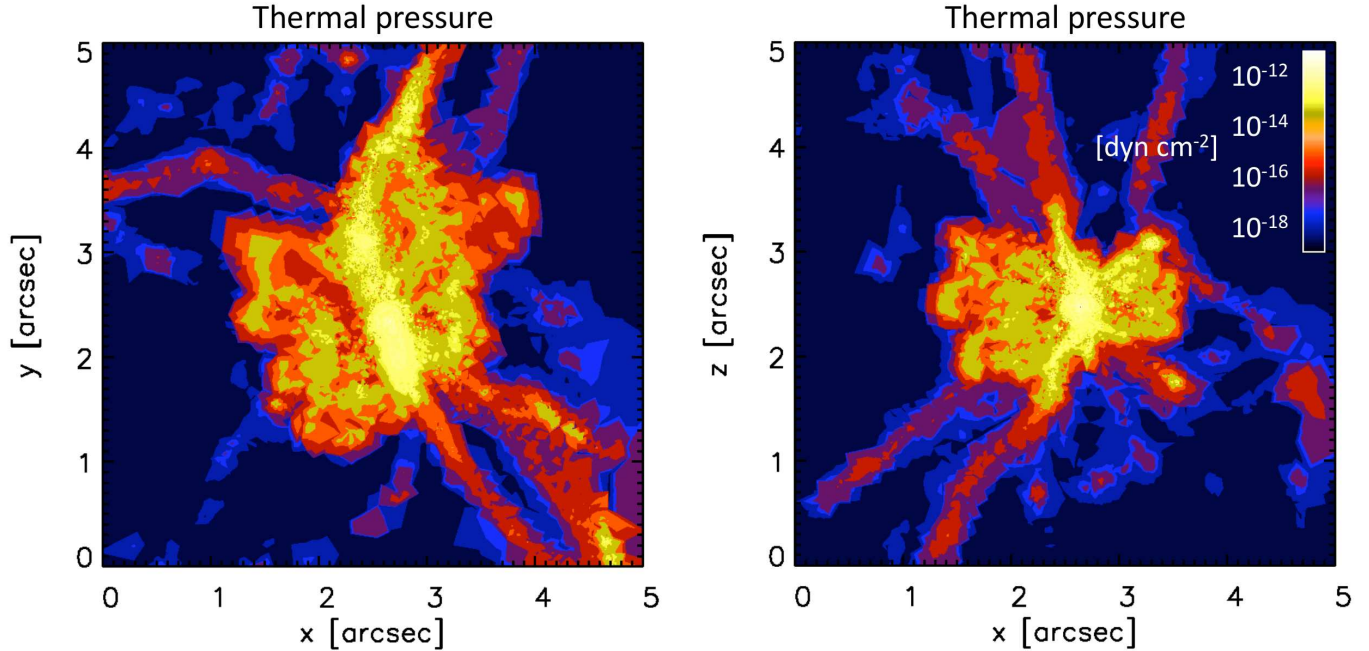 Thermal pressure
5
4
3
2
1
0
y [arcsec]
0 1 2 3 4 5
x [arcsec]
Thermal pressure
5
4
3
2
1
0
z [arcsec]
0 1 2 3 4 5
x [arcsec]
10⁻¹²
10⁻¹⁴
[dyn cm⁻²]
10⁻¹⁶
10⁻¹⁸